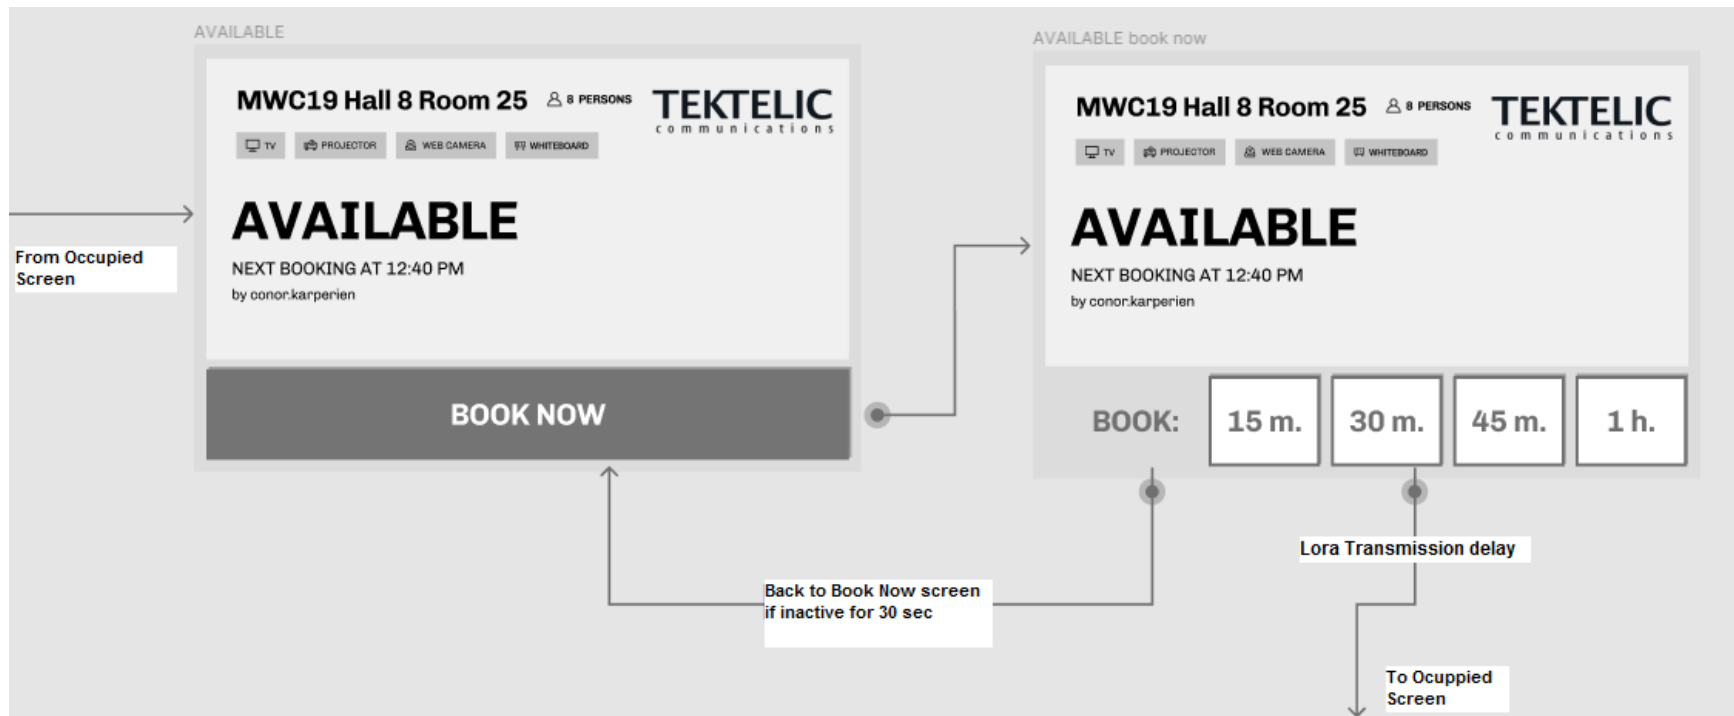 AVAILABLE
MWC19 Hall 8 Room 25
8 PERSONS
TEKTELIC
communications
TV
PROJECTOR
WEB CAMERA
WHITEBOARD
AVAILABLE
NEXT BOOKING AT 12:40 PM
by conor.karperien
BOOK NOW
From Occupied
Screen
AVAILABLE book now
MWC19 Hall 8 Room 25
8 PERSONS
TEKTELIC
communications
TV
PROJECTOR
WEB CAMERA
WHITEBOARD
AVAILABLE
NEXT BOOKING AT 12:40 PM
by conor.karperien
BOOK:
15 m.
30 m.
45 m.
1 h.
Lora Transmission delay
Back to Book Now screen
if inactive for 30 sec
To Ocuppied
Screen